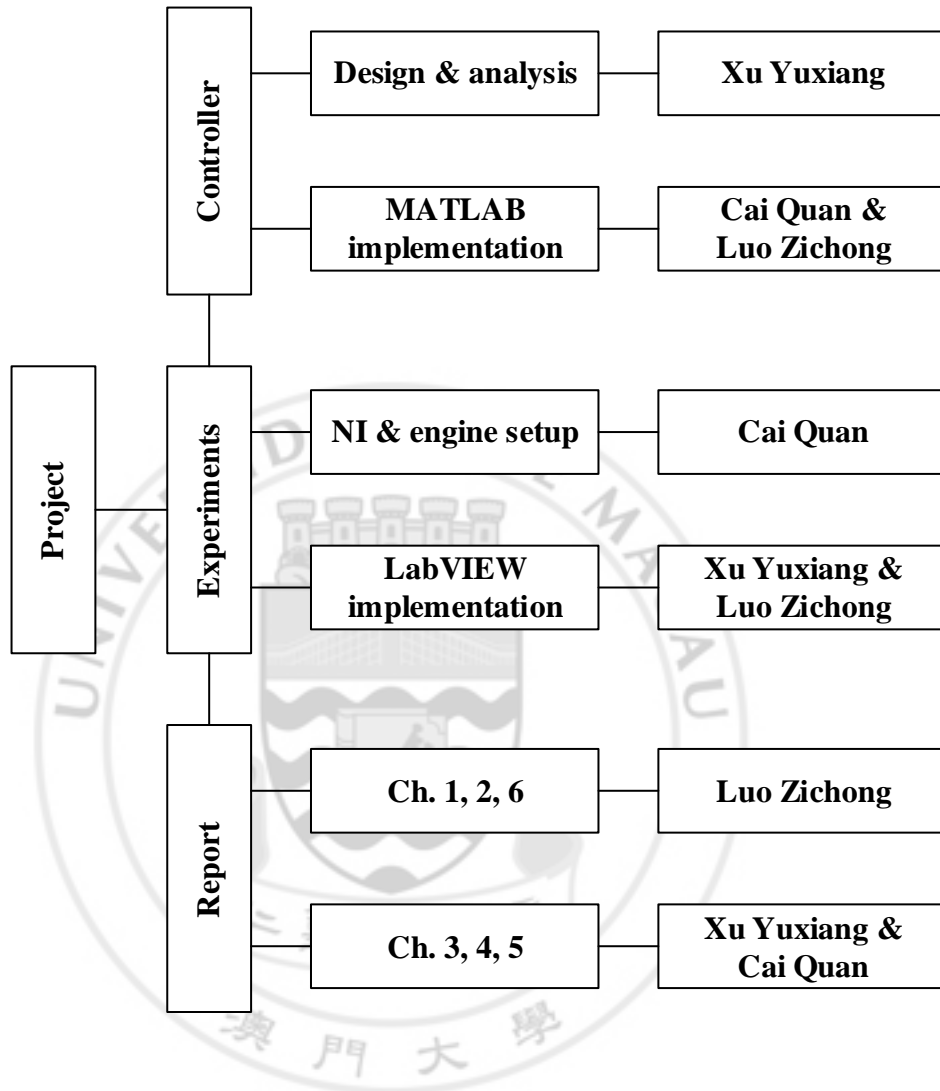 Project
Controller
Design & analysis
Xu Yuxiang
MATLAB
implementation
Cai Quan &
Luo Zichong
Experiments
NI & engine setup
Cai Quan
LabVIEW
implementation
Xu Yuxiang &
Luo Zichong
Report
Ch. 1, 2, 6
Luo Zichong
Ch. 3, 4, 5
Xu Yuxiang &
Cai Quan
澳門大學